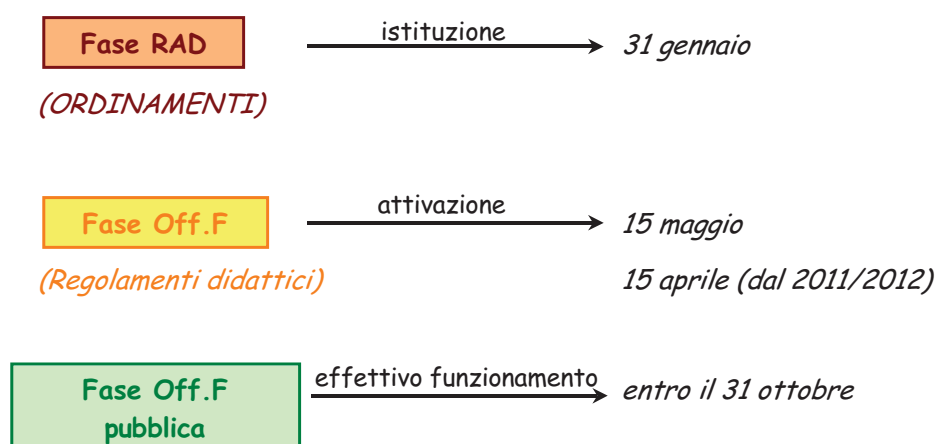 Fase RAD
istituzione
31 gennaio
(ORDINAMENTI)
Fase Off.F
attivazione
15 maggio
(Regolamenti didattici)
15 aprile (dal 2011/2012)
Fase Off.F
pubblica
effettivo funzionamento
entro il 31 ottobre